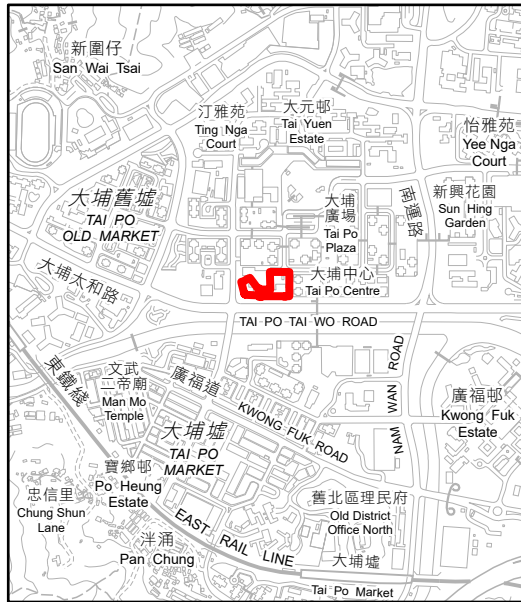 新圍仔
San Wai Tsai
汀雅苑
Ting Nga
Court
大元邨
Tai Yuen
Estate
怡雅苑
Yee Nga
Court
大埔舊墟
TAI PO
OLD MARKET
大埔
廣場
Tai Po
Plaza
南運路
新興花園
Sun Hing
Garden
大埔太和路
大埔中心
Tai Po Centre
TAI PO TAI WO ROAD
東鐵綫
文武
二帝廟
Man Mo
Temple
廣福道
KWONG FUK ROAD
NAM WAN ROAD
廣福邨
Kwong Fuk
Estate
大埔墟
TAI PO
MARKET
寶鄉邨
Po Heung
Estate
忠信里
Chung Shun
Lane
泮涌
Pan Chung
EAST RAIL LINE
舊北區理民府
Old District
Office North
大埔墟
Tai Po Market